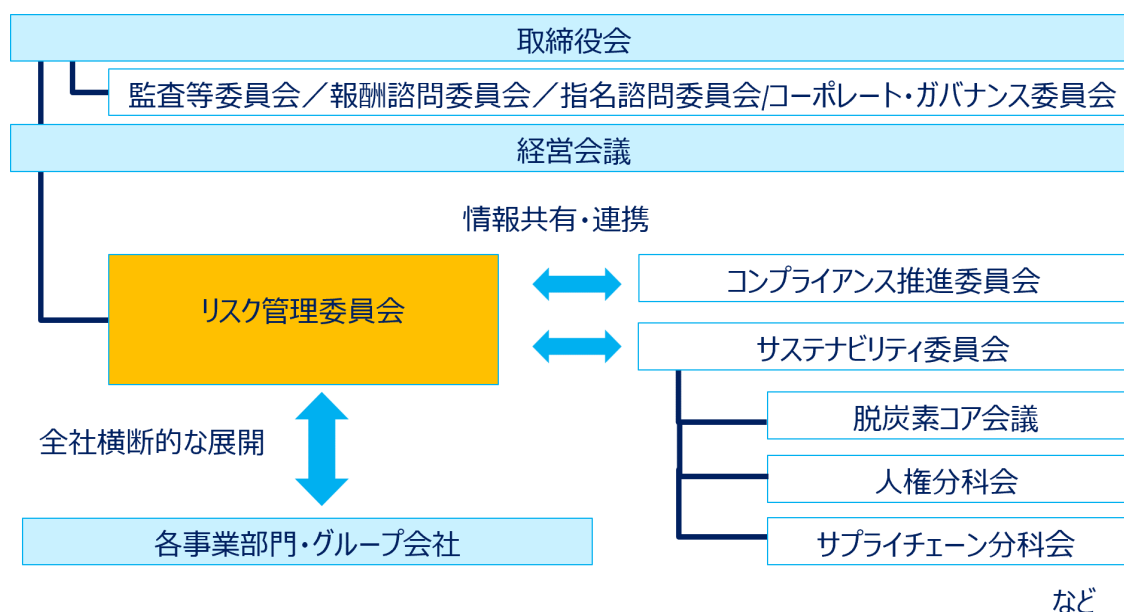 取締役会
監査等委員会／報酬諮問委員会／指名諮問委員会/コーポレート・ガバナンス委員会
経営会議
情報共有・連携
リスク管理委員会
コンプライアンス推進委員会
サステナビリティ委員会
脱炭素コア会議
全社横断的な展開
人権分科会
各事業部門・グループ会社
サプライチェーン分科会
など